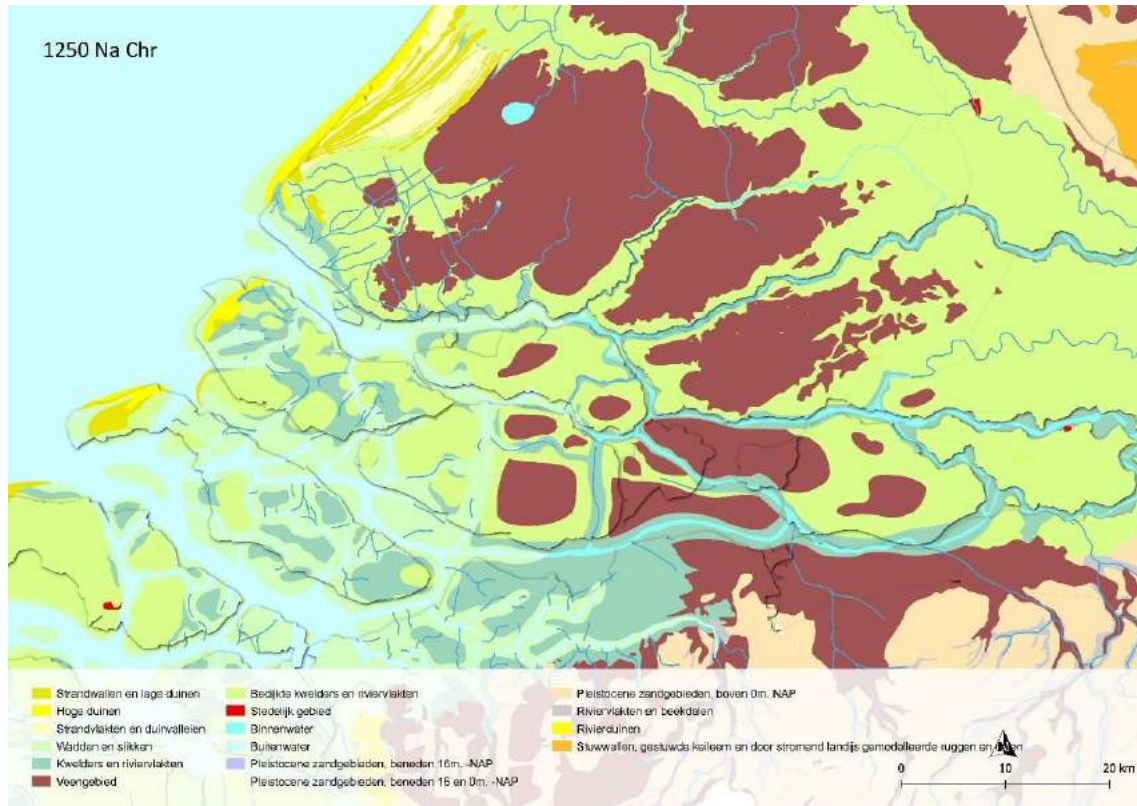 1250 Na Chr
Strandwallen en lage duinen
Hoge duinen
Strandvlakten en duinvalleien
Wadden en slikken
Kwelders en riviervlakten
Veengebied
Bedijkte kwelders en riviervlakten
Stedelijk gebied
Binnenwater
Buitenwater
Pleistocene zandgebieden, beneden 16m. -NAP
Pleistocene zandgebieden, beneden 16 en 0m. -NAP
Pleistocene zandgebieden, boven 0m. NAP
Riviervlakten en beekdalen
Rivierduinen
Stuwwallen, gestuwde keileem en door stromend landijs gemodelleerde ruggen en
0 10 20 km